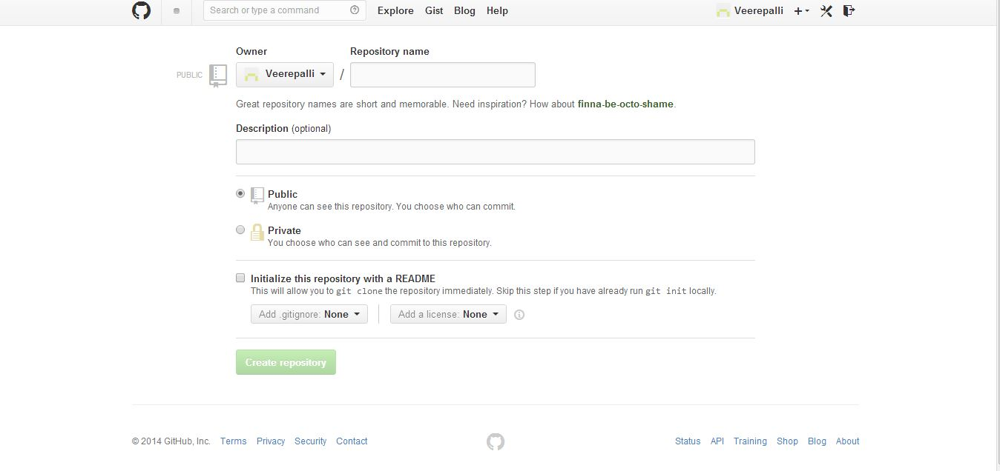 Search or type a command Explore Gist Blog Help Veerepalli
Owner Repository name
PUBLIC Veerepalli /
Great repository names are short and memorable. Need inspiration? How about finna-be-octo-shame.
Description (optional)
Public
Anyone can see this repository. You choose who can commit.
Private
You choose who can see and commit to this repository.
Initialize this repository with a README
This will allow you to git clone the repository immediately. Skip this step if you have already run git init locally.
Add .gitignore: None Add a license: None
Create repository
© 2014 GitHub, Inc. Terms Privacy Security Contact Status API Training Shop Blog About